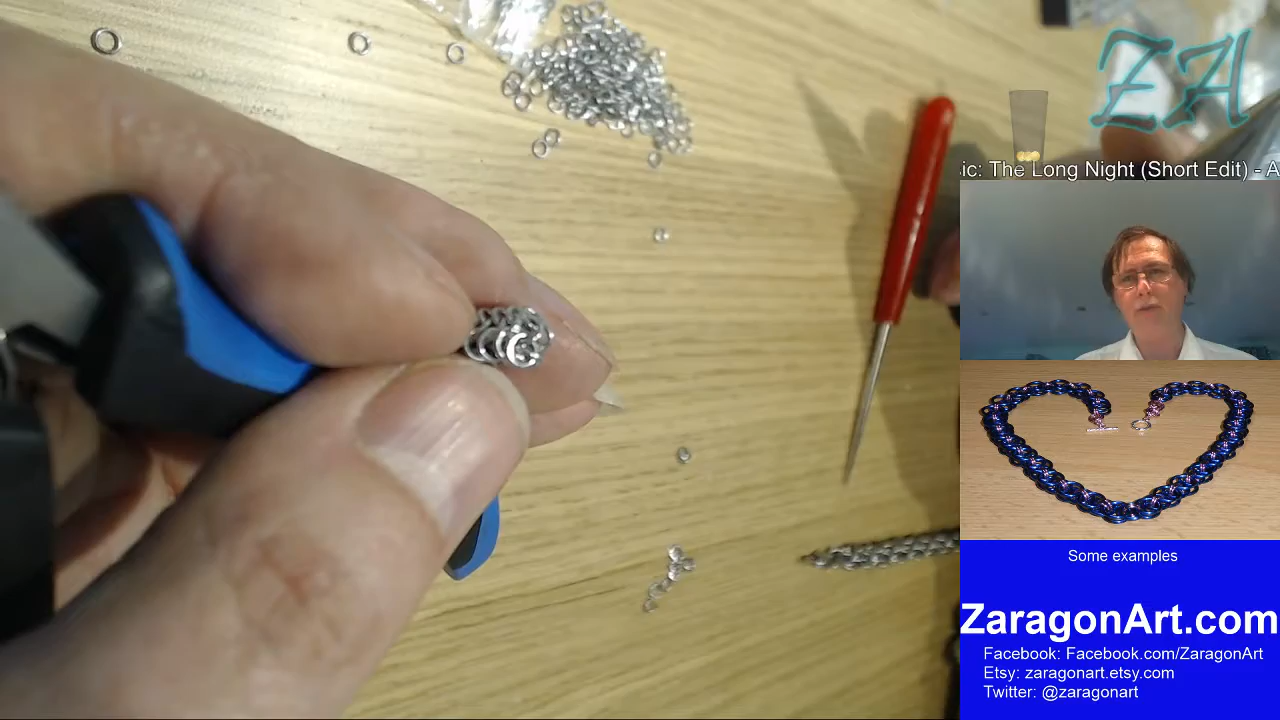 ZA
ic: The Long Night (Short Edit) - A
Some examples
ZaragonArt.com
Facebook: Facebook.com/ZaragonArt
Etsy: zaragonart.etsy.com
Twitter: @zaragonart